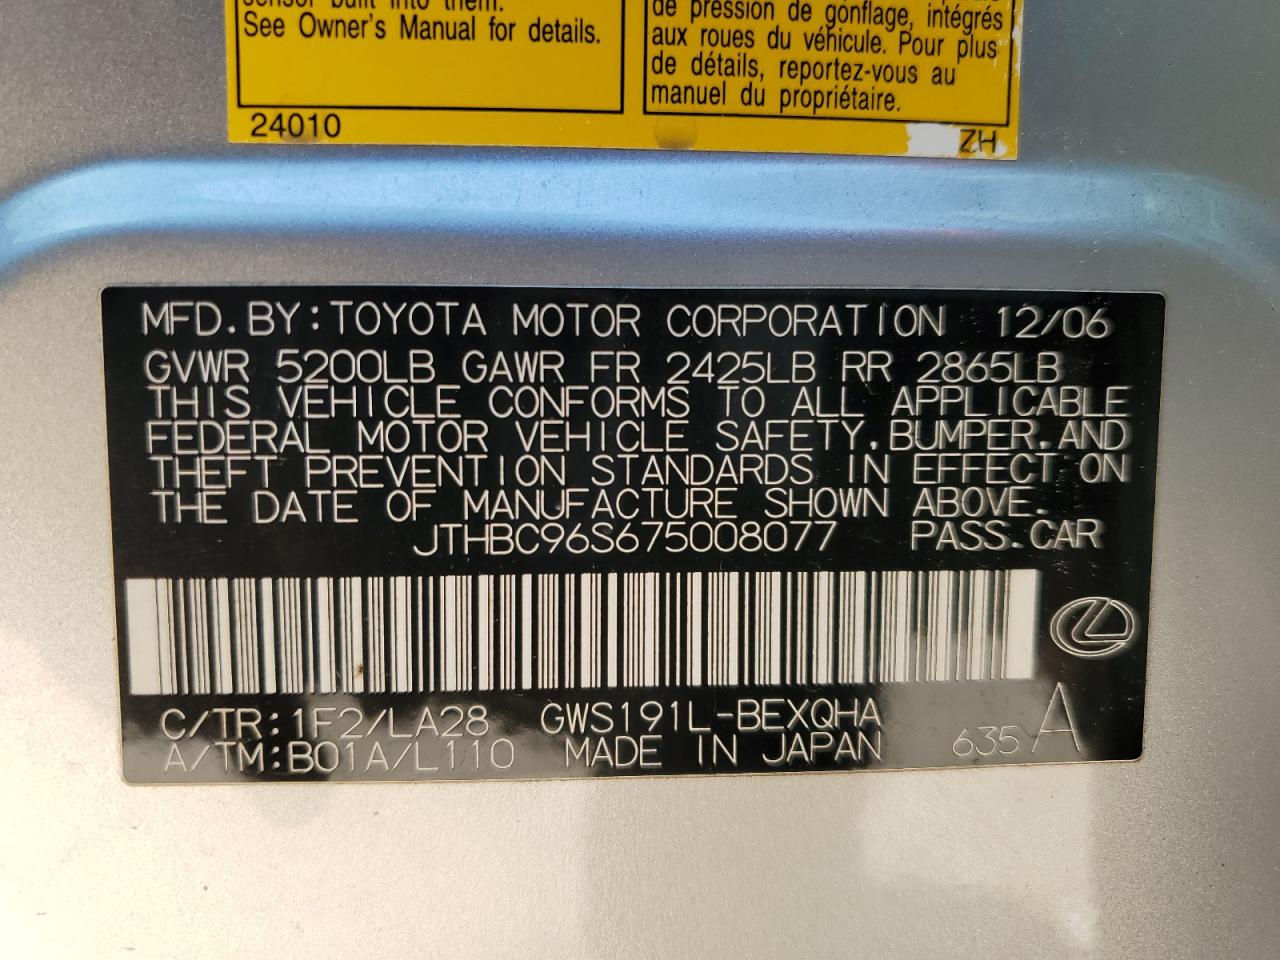 sensor built into them.
See Owner's Manual for details.
24010
de pression de gonflage, intégrés
aux roues du véhicule. Pour plus
de détails, reportez-vous au
manuel du propriétaire.
ZH
MFD. BY: TOYOTA MOTOR CORPORATION 12/06
GVWR 5200LB GAWR FR 2425LB RR 2865LB
THIS VEHICLE CONFORMS TO ALL APPLICABLE
FEDERAL MOTOR VEHICLE SAFETY, BUMPER, AND
THEFT PREVENTION STANDARDS IN EFFECT ON
THE DATE OF MANUFACTURE SHOWN ABOVE.
JTHBC96S675008077 PASS. CAR
C/TR: 1F2/LA28 GWS191L-BEXQHA
A/TM: B01A/L110 MADE IN JAPAN 635 A